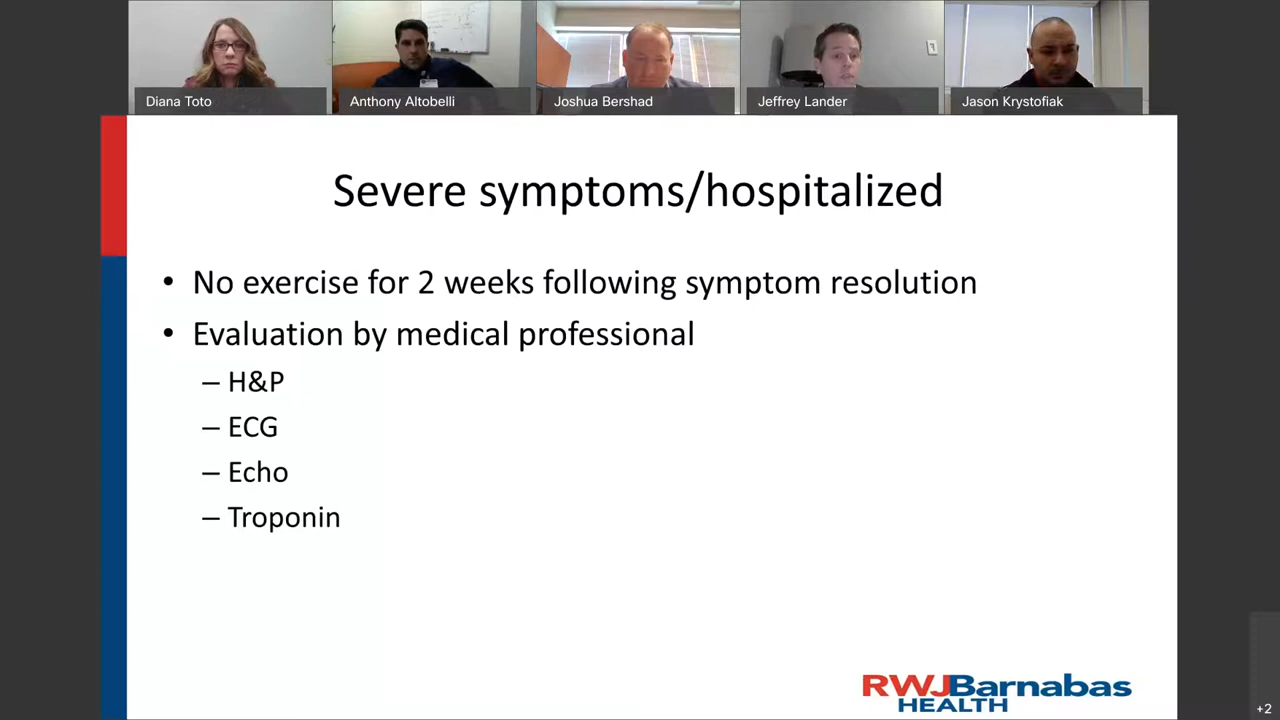 Diana Toto
Anthony Altobelli
Joshua Bershad
Jeffrey Lander
Jason Krystofiak
Severe symptoms/hospitalized
• No exercise for 2 weeks following symptom resolution
• Evaluation by medical professional
– H&P
– ECG
– Echo
– Troponin
RWJBarnabas
HEALTH
+2